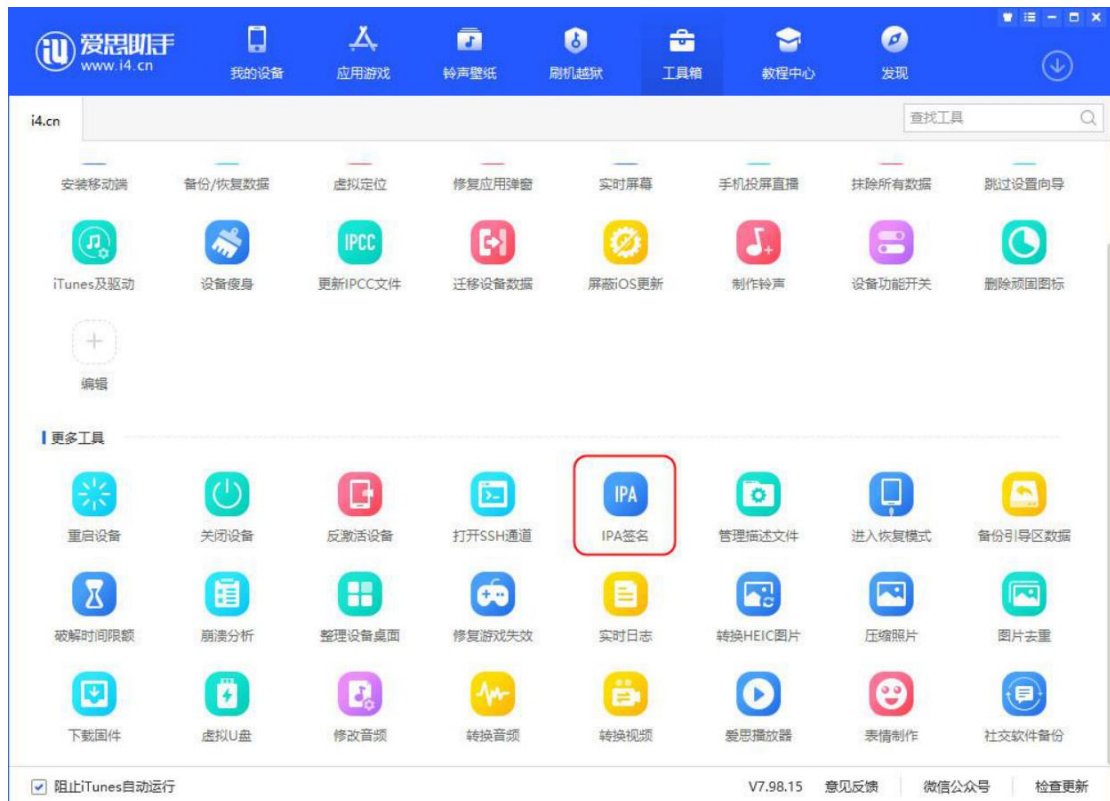 iU 爱思助手
www.i4.cn
我的设备 应用游戏 铃声壁纸 刷机越狱 工具箱 教程中心 发现
i4.cn 查找工具
安装移动端 备份/恢复数据 虚拟定位 修复应用弹窗 实时屏幕 手机投屏直播 抹除所有数据 跳过设置向导
IPCC
iTunes及驱动 设备瘦身 更新IPCC文件 迁移设备数据 屏蔽iOS更新 制作铃声 设备功能开关 删除顽固图标
编辑
更多工具
IPA
重启设备 关闭设备 反激活设备 打开SSH通道 IPA签名 管理描述文件 进入恢复模式 备份引导区数据
破解时间限额 崩溃分析 整理设备桌面 修复游戏失效 实时日志 转换HEIC图片 压缩照片 图片去重
下载固件 虚拟U盘 修改音频 转换音频 转换视频 爱思播放器 表情制作 社交软件备份
阻止iTunes自动运行 V7.98.15 意见反馈 微信公众号 检查更新